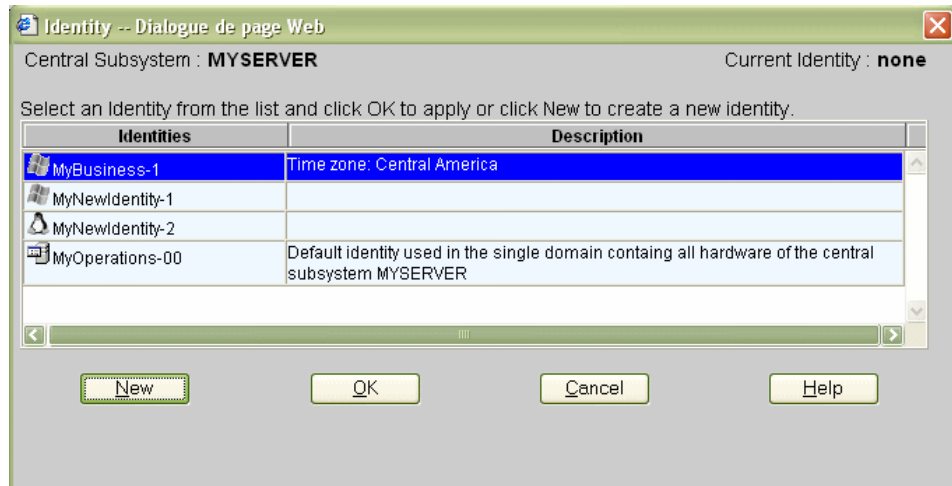 Identity -- Dialogue de page Web
Central Subsystem : MYSERVER Current Identity : none
Select an Identity from the list and click OK to apply or click New to create a new identity.
Identities Description
MyBusiness-1 Time zone: Central America
MyNewIdentity-1
MyNewIdentity-2
MyOperations-00 Default identity used in the single domain containg all hardware of the central
subsystem MYSERVER
New OK Cancel Help